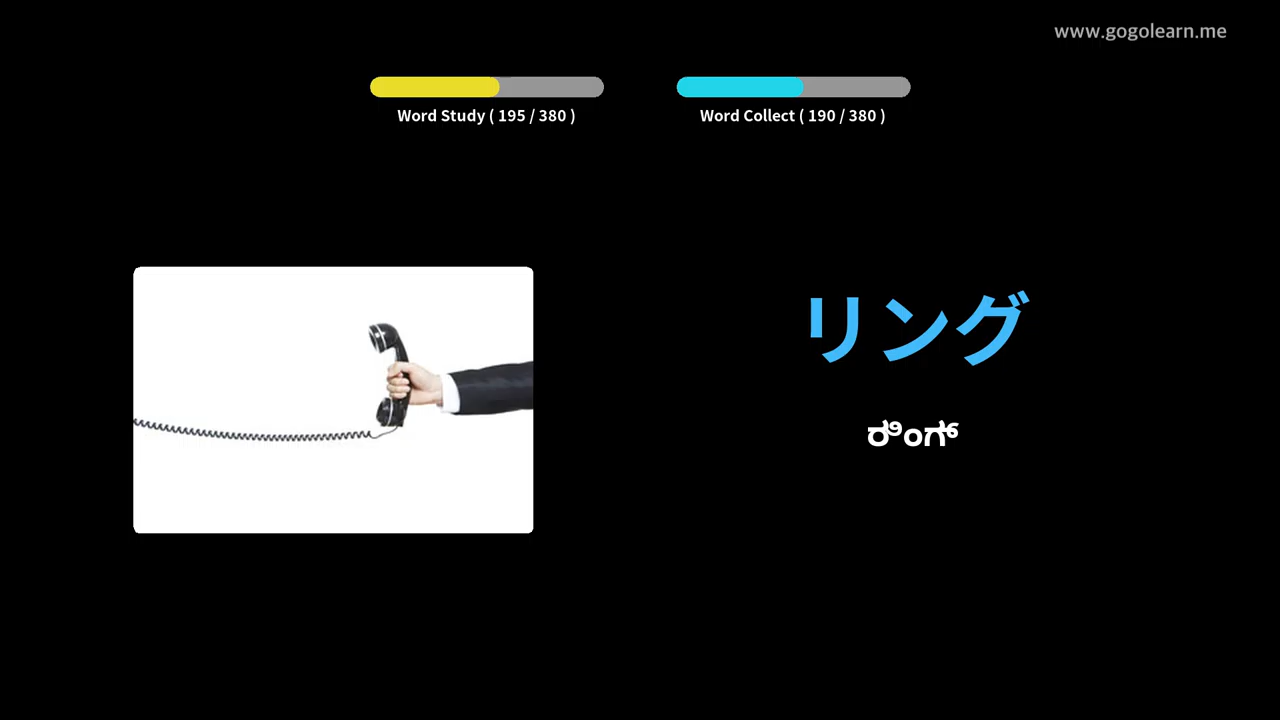 www.gogolearn.me
Word Study ( 195 / 380 )
Word Collect ( 190 / 380 )
リング
ರಿಂಗ್